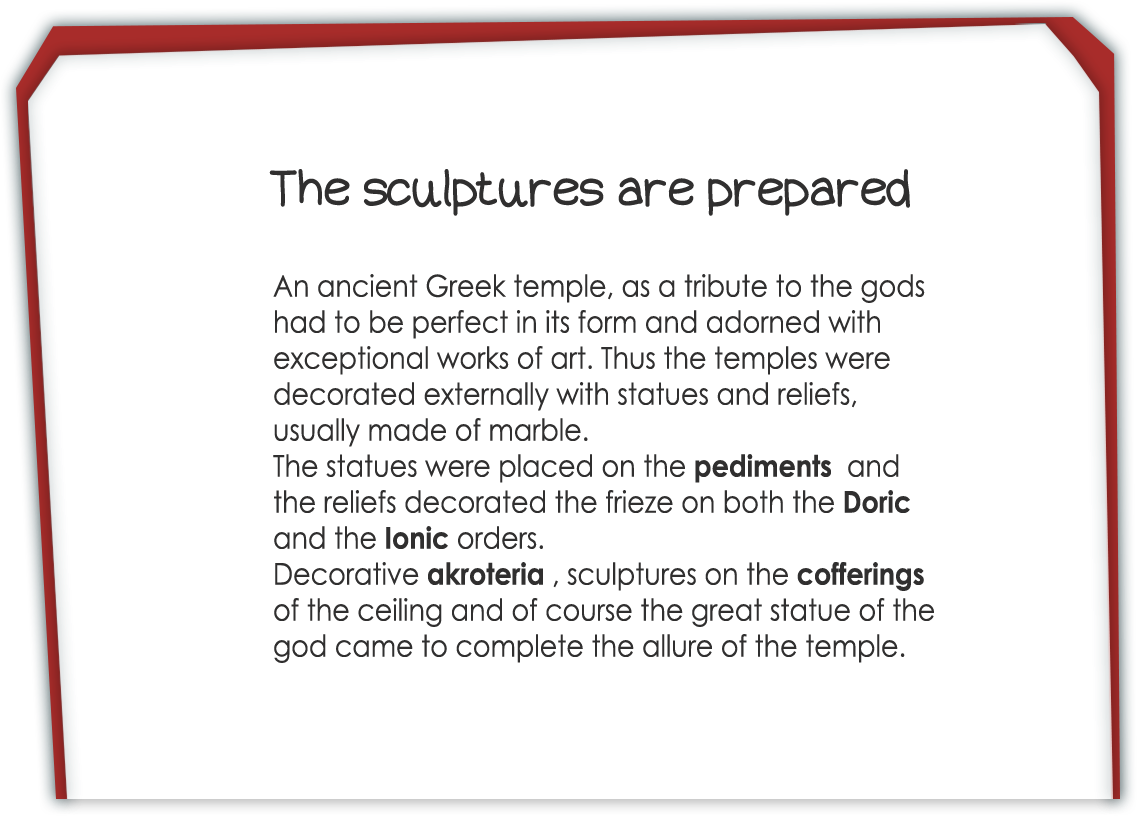 The sculptures are prepared
An ancient Greek temple, as a tribute to the gods
had to be perfect in its form and adorned with
exceptional works of art. Thus the temples were
decorated externally with statues and reliefs,
usually made of marble.
The statues were placed on the pediments and
the reliefs decorated the frieze on both the Doric
and the Ionic orders.
Decorative akroteria , sculptures on the cofferings
of the ceiling and of course the great statue of the
god came to complete the allure of the temple.